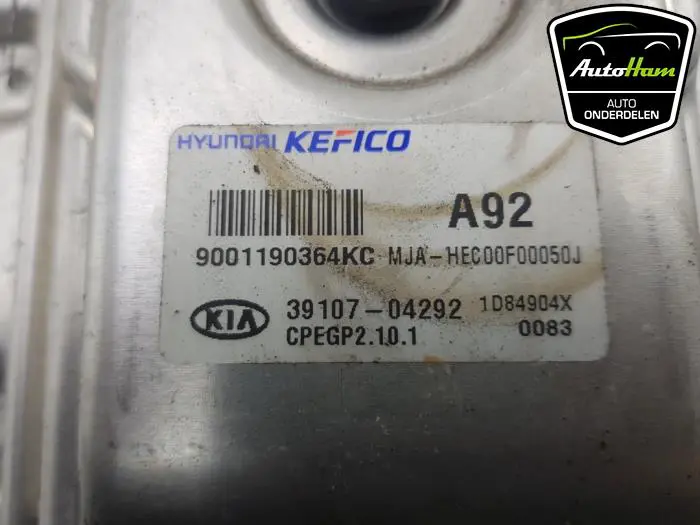 AutoHam
AUTO
ONDERDELEN
HYUNDAI KEFICO
A92
9001190364KC MJA-HEC00F00050J
KIA 39107-04292 1D84904X
CPEGP2.10.1 0083